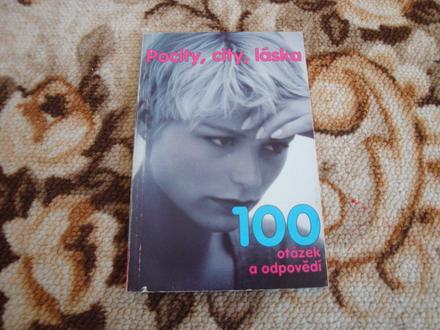 Pocity, city, láska
100
otázek
a odpovědí